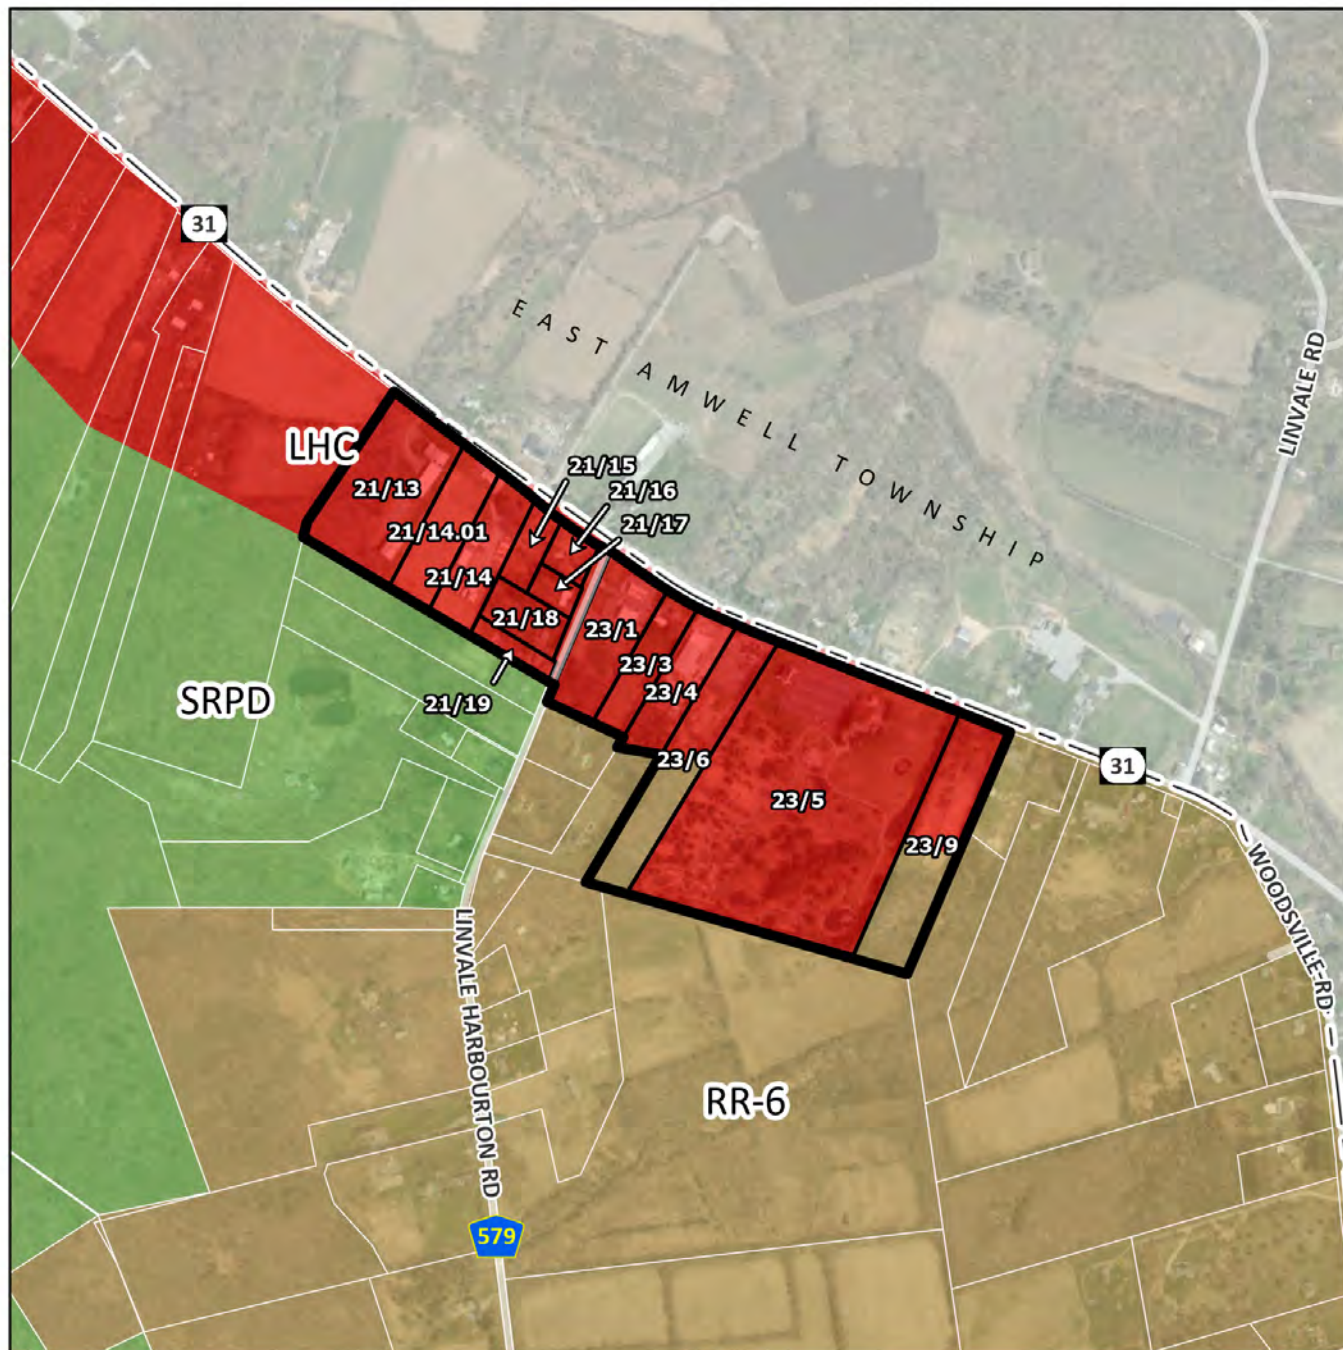 31
EAST AMWELL TOWNSHIP
LINVALE RD
LHC
21/15
21/13
21/16
21/17
21/14.01
21/14
21/18
23/1
23/3
23/4
21/19
SRPD
23/6
31
23/5
23/9
WOODSVILLE RD
LINVALE HARBOURTON RD
RR-6
579